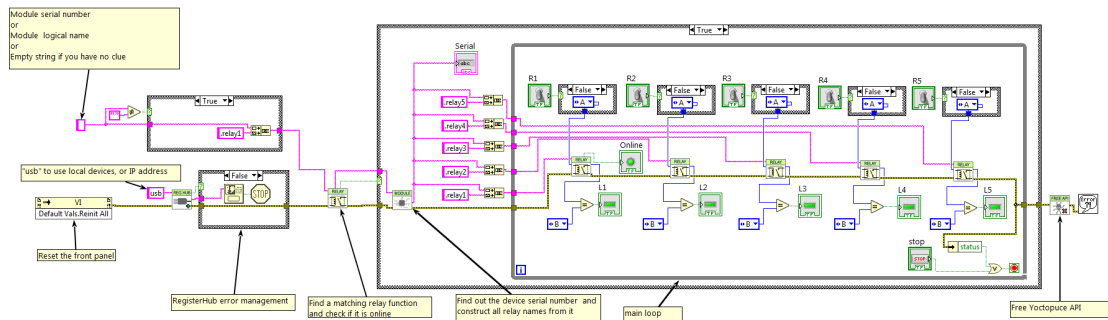 Module serial number
or
Module logical name
or
Empty string if you have no clue
True
.relay1
"usb" to use local devices, or IP address
usb
REG HUB
False
STOP
VI
Default Vals.Reinit All
Reset the front panel
RegisterHub error management
RELAY
Find a matching relay function
and check if it is online
True
Serial
abc
MODULE
.relay5
.relay4
.relay3
.relay2
.relay1
Find out the device serial number and
construct all relay names from it
R1
False
A
R2
False
A
R3
False
A
R4
False
A
R5
False
A
RELAY
RELAY
RELAY
RELAY
RELAY
Online
L1
L2
L3
L4
L5
B
B
B
B
B
status
stop
STOP
i
main loop
FREE API
Error
?!
Free Yoctopuce API